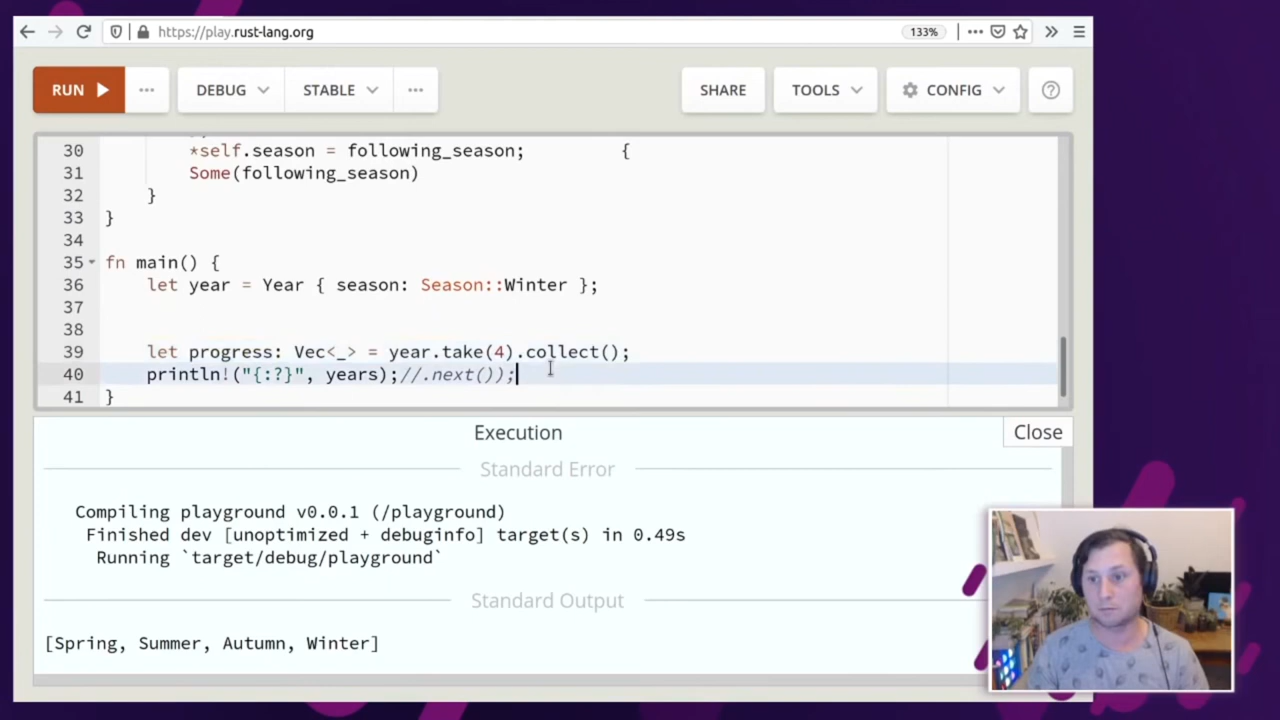 https://play.rust-lang.org
133%
RUN
DEBUG
STABLE
SHARE
TOOLS
CONFIG
30 *self.season = following_season; {
31 Some(following_season)
32 }
33 }
34
35 fn main() {
36 let year = Year { season: Season::Winter };
37
38
39 let progress: Vec<_> = year.take(4).collect();
40 println!("{:?}", years);//.next());
41 }
Execution
Close
Standard Error
Compiling playground v0.0.1 (/playground)
Finished dev [unoptimized + debuginfo] target(s) in 0.49s
Running `target/debug/playground`
Standard Output
[Spring, Summer, Autumn, Winter]